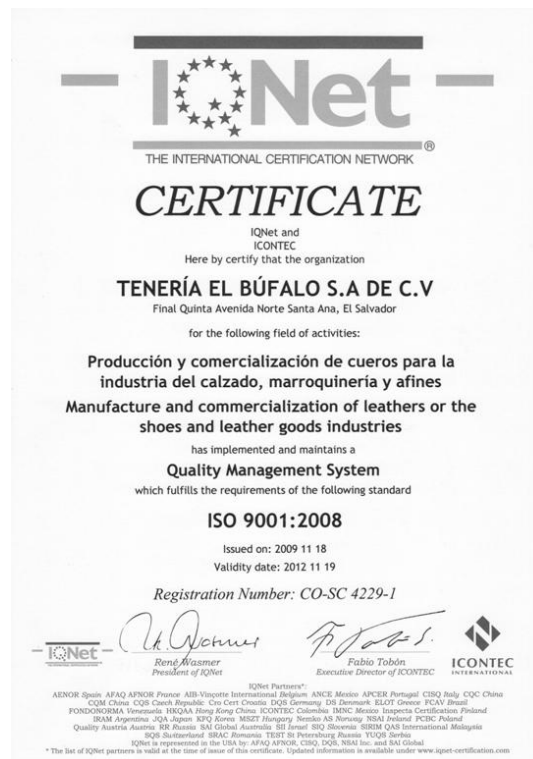 IQNet
®
THE INTERNATIONAL CERTIFICATION NETWORK
CERTIFICATE
IQNet and
ICONTEC
Here by certify that the organization
TENERÍA EL BÚFALO S.A DE C.V
Final Quinta Avenida Norte Santa Ana, El Salvador
for the following field of activities:
Producción y comercialización de cueros para la
industria del calzado, marroquinería y afines
Manufacture and commercialization of leathers or the
shoes and leather goods industries
has implemented and maintains a
Quality Management System
which fulfills the requirements of the following standard
ISO 9001:2008
Issued on: 2009 11 18
Validity date: 2012 11 19
Registration Number: CO-SC 4229-1
IQNet
René Wasmer
President of IQNet
Fabio Tobón
Executive Director of ICONTEC
ICONTEC
INTERNATIONAL
IQNet Partners*:
AENOR Spain AFAQ AFNOR France AIB-Vinçotte International Belgium ANCE Mexico APCER Portugal CISQ Italy CQC China
CQM China CQS Czech Republic Cro Cert Croatia DQS Germany DS Denmark ELOT Greece FCAV Brazil
FONDONORMA Venezuela HKQAA Hong Kong China ICONTEC Colombia IMNC Mexico Inspecta Certification Finland
IRAM Argentina JQA Japan KFQ Korea MSZT Hungary Nemko AS Norway NSAI Ireland PCBC Poland
Quality Austria Austria RR Russia SAI Global Australia SII Israel SIQ Slovenia SIRIM QAS International Malaysia
SQS Switzerland SRAC Romania TEST St Petersburg Russia YUQS Serbia
IQNet is represented in the USA by: AFAQ AFNOR, CISQ, DQS, NSAI Inc. and SAI Global
* The list of IQNet partners is valid at the time of issue of this certificate. Updated information is available under www.iqnet-certification.com